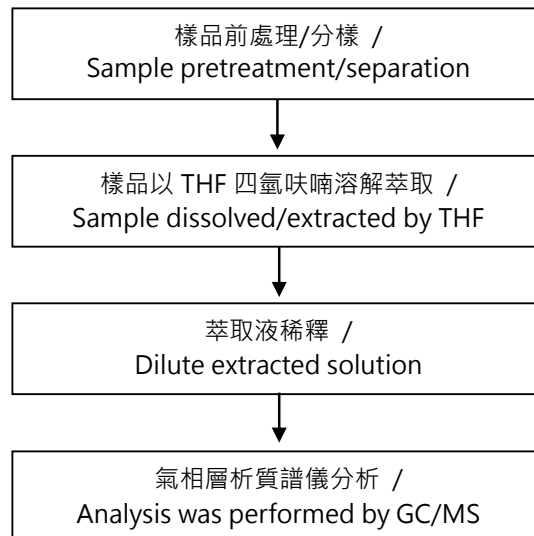 樣品前處理/分樣 /
Sample pretreatment/separation
樣品以 THF 四氫呋喃溶解萃取 /
Sample dissolved/extracted by THF
萃取液稀釋 /
Dilute extracted solution
氣相層析質譜儀分析 /
Analysis was performed by GC/MS